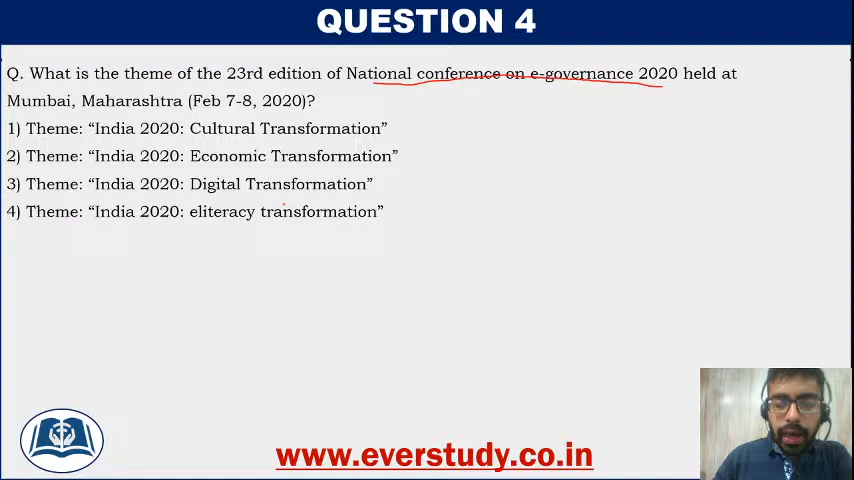 QUESTION 4
Q. What is the theme of the 23rd edition of National conference on e-governance 2020 held at
Mumbai, Maharashtra (Feb 7-8, 2020)?
1) Theme: “India 2020: Cultural Transformation”
2) Theme: “India 2020: Economic Transformation”
3) Theme: “India 2020: Digital Transformation”
4) Theme: “India 2020: eliteracy transformation”
www.everstudy.co.in